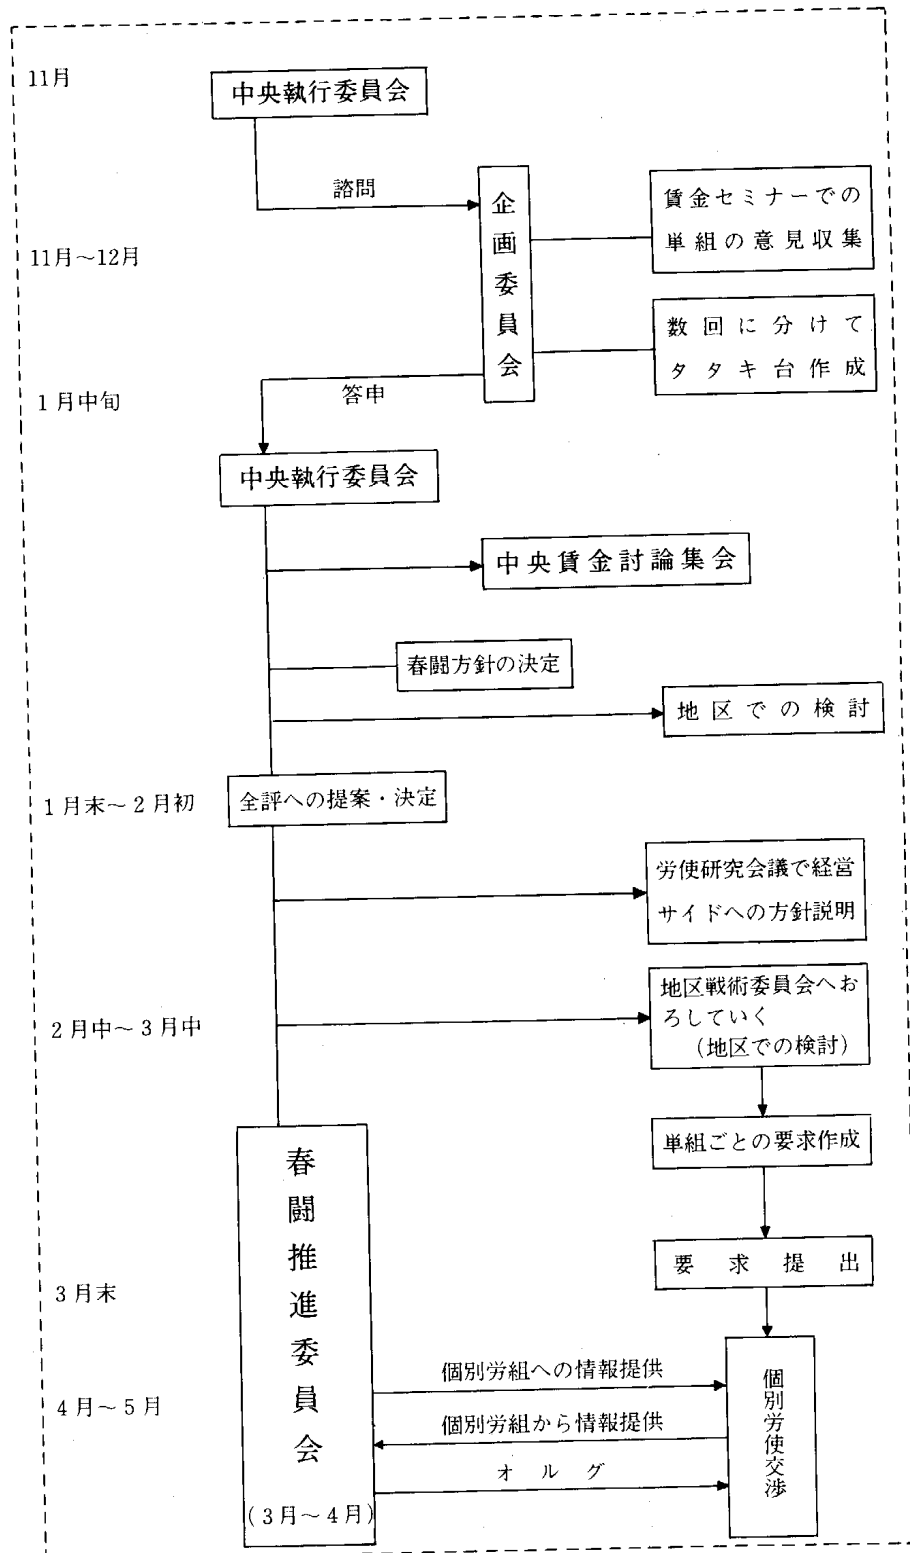 11月
中央執行委員会
諮問
企画委員会
賃金セミナーでの
単組の意見収集
11月～12月
数回に分けて
タタキ台作成
答申
1月中旬
中央執行委員会
中央賃金討論集会
春闘方針の決定
地区での検討
1月末～2月初
全評への提案・決定
労使研究会議で経営
サイドへの方針説明
地区戦術委員会へお
ろしていく
（地区での検討）
2月中～3月中
単組ごとの要求作成
春闘推進委員会
（3月～4月）
要求提出
3月末
個別労組への情報提供
個別労使交渉
4月～5月
個別労組から情報提供
オルグ